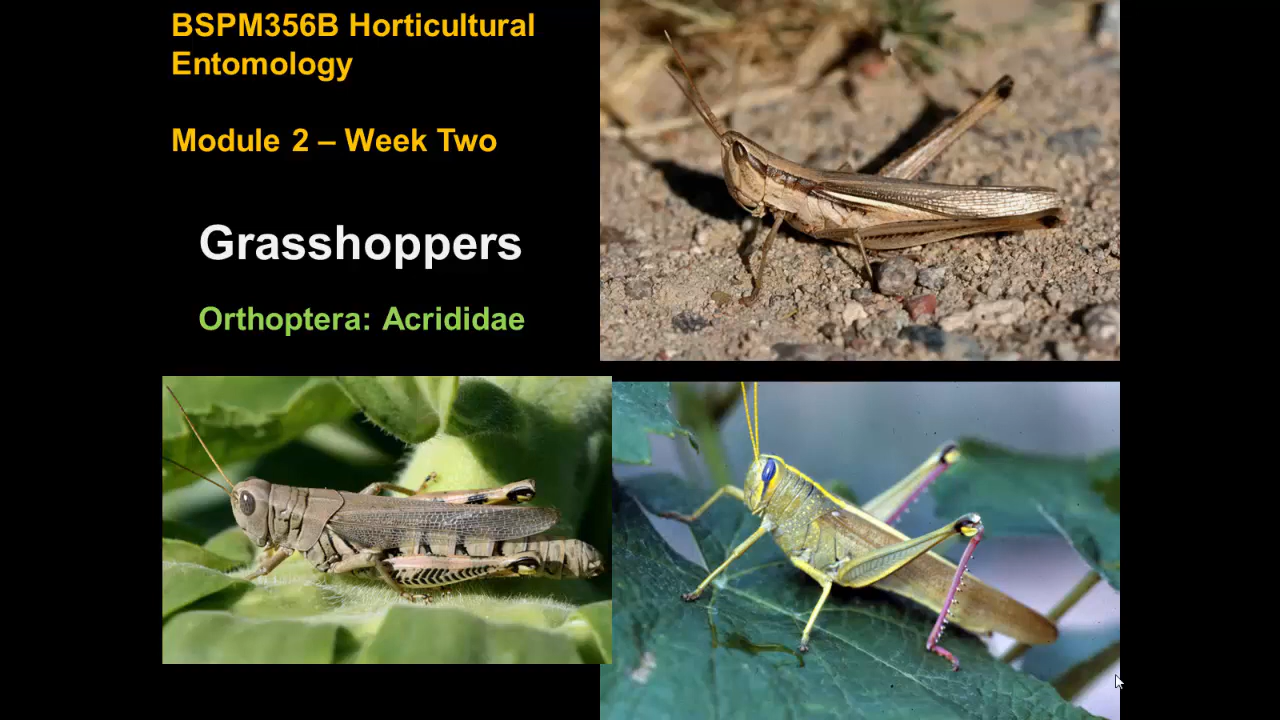 BSPM356B Horticultural
Entomology
Module 2 – Week Two
Grasshoppers
Orthoptera: Acrididae